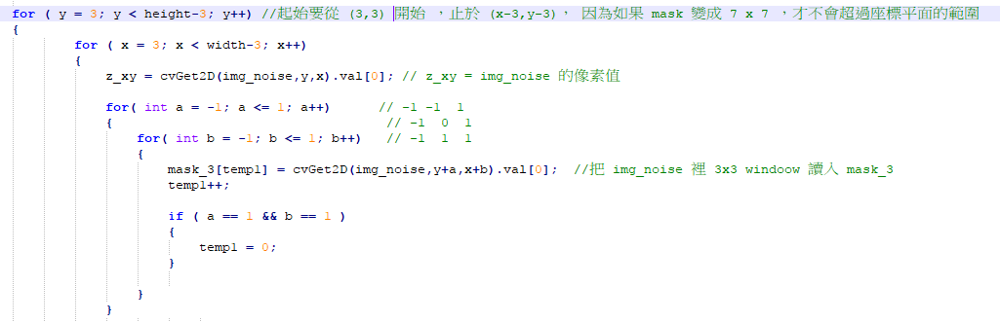 for ( y = 3; y < height-3; y++) //起始要從 (3,3) 開始 ，止於 (x-3,y-3)， 因為如果 mask 變成 7 x 7 ，才不會超過座標平面的範圍
{
for ( x = 3; x < width-3; x++)
{
z_xy = cvGet2D(img_noise,y,x).val[0]; // z_xy = img_noise 的像素值
for( int a = -1; a <= 1; a++) // -1 -1 1
{ // -1 0 1
for( int b = -1; b <= 1; b++) // -1 1 1
{
mask_3[temp1] = cvGet2D(img_noise,y+a,x+b).val[0]; //把 img_noise 裡 3x3 windoow 讀入 mask_3
temp1++;
if ( a == 1 && b == 1 )
{
temp1 = 0;
}
}
}